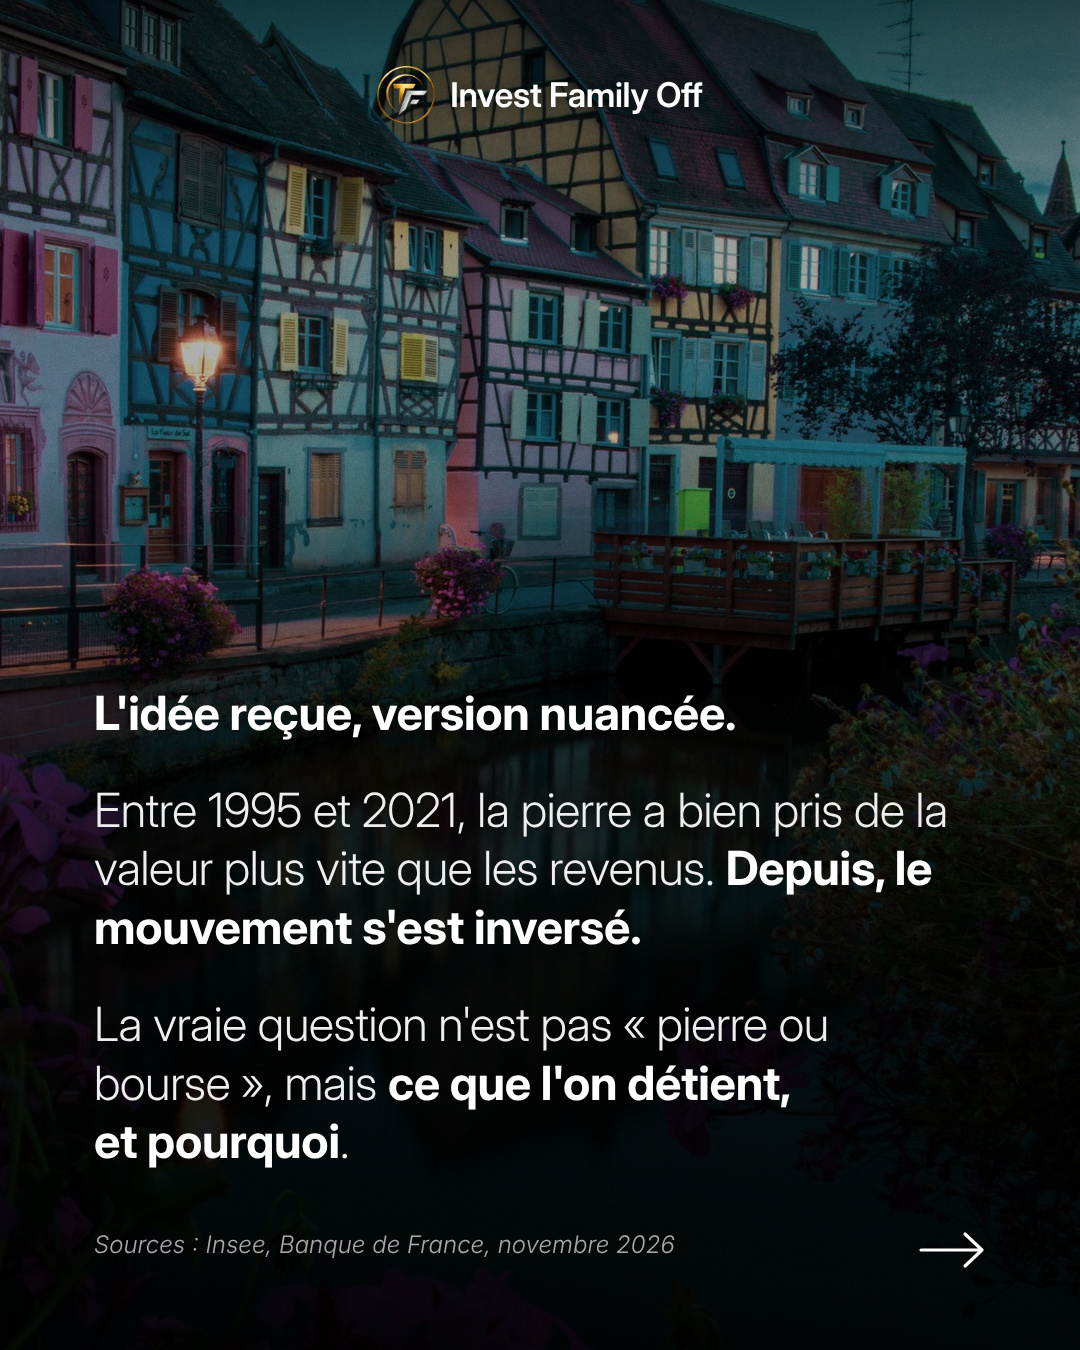 Invest Family Off
L'idée reçue, version nuancée.
Entre 1995 et 2021, la pierre a bien pris de la
valeur plus vite que les revenus. Depuis, le
mouvement s'est inversé.
La vraie question n'est pas « pierre ou
bourse », mais ce que l'on détient,
et pourquoi.
Sources : Insee, Banque de France, novembre 2026